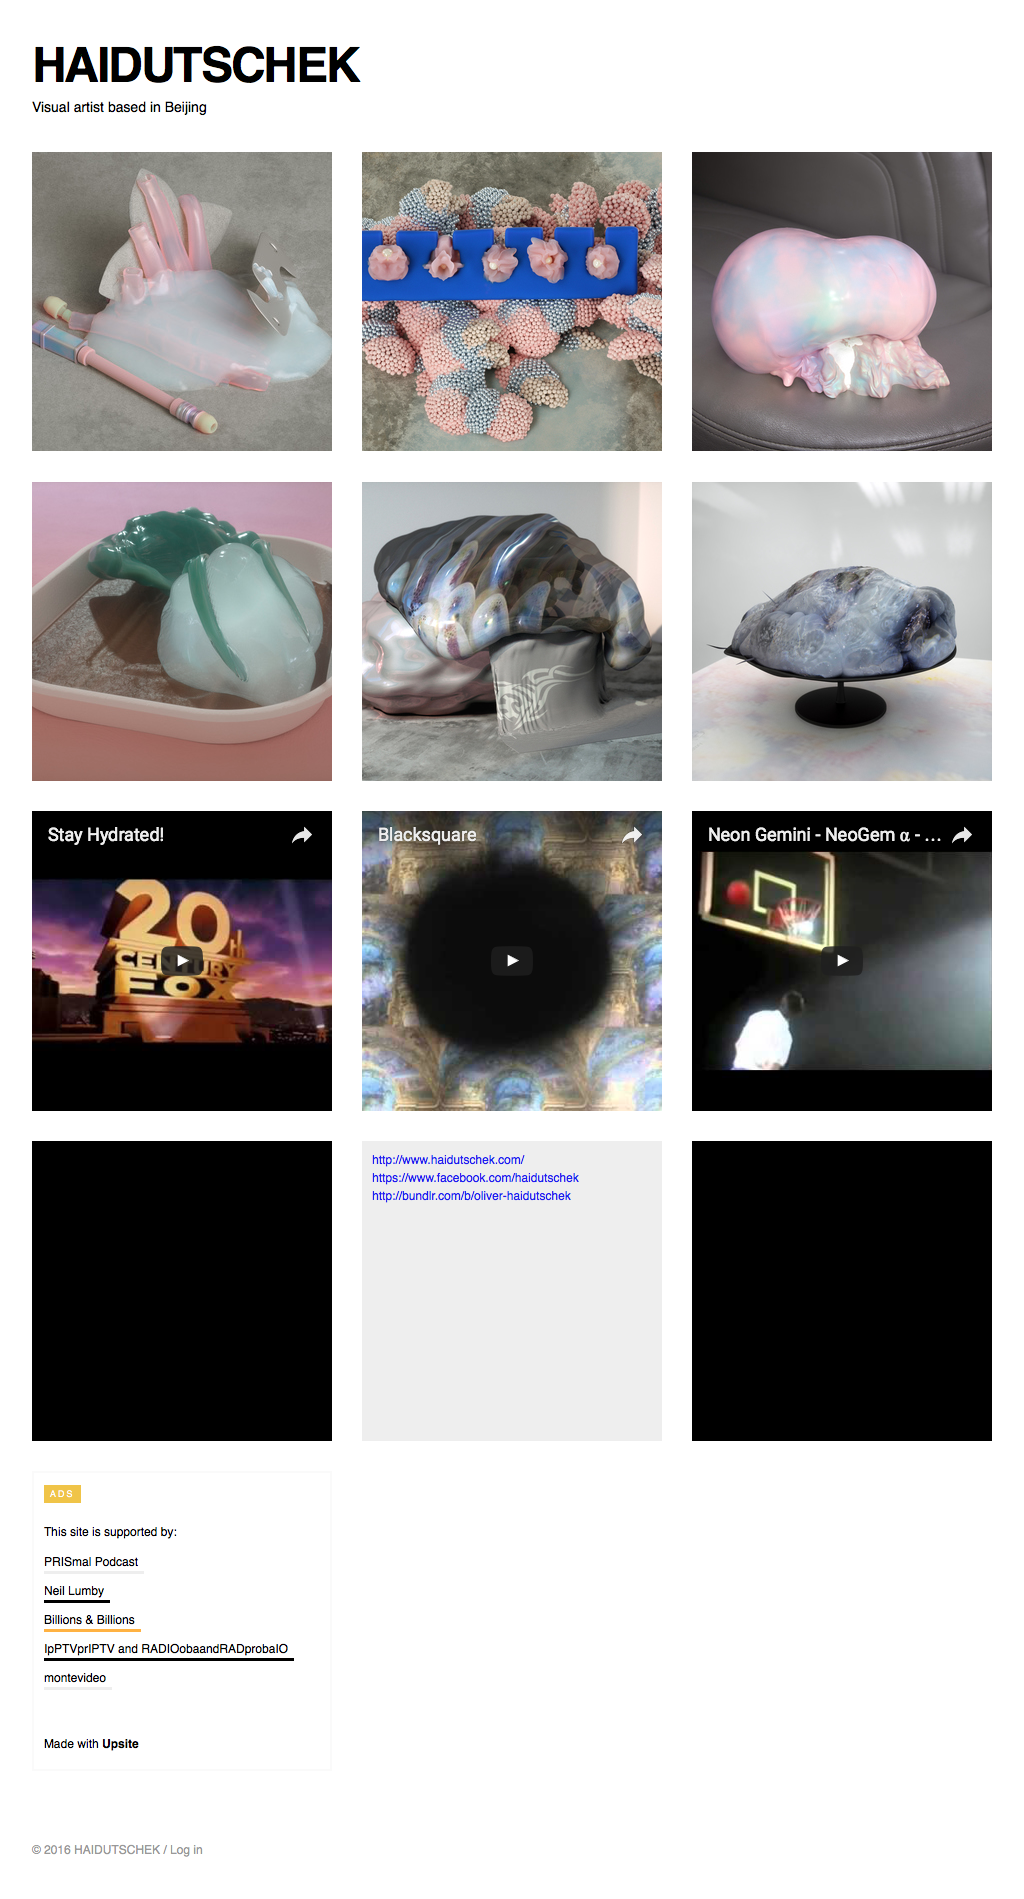 HAIDUTSCHEK
Visual artist based in Beijing
Stay Hydrated!
20th
CENTURY
FOX
Blacksquare
Neon Gemini - NeoGem α - ...
http://www.haidutschek.com/
https://www.facebook.com/haidutschek
http://bundlr.com/b/oliver-haidutschek
ADS
This site is supported by:
PRISmal Podcast
Neil Lumby
Billions & Billions
IpPTVprIPTV and RADIOobaandRADprobaIO
montevideo
Made with Upsite
© 2016 HAIDUTSCHEK / Log in